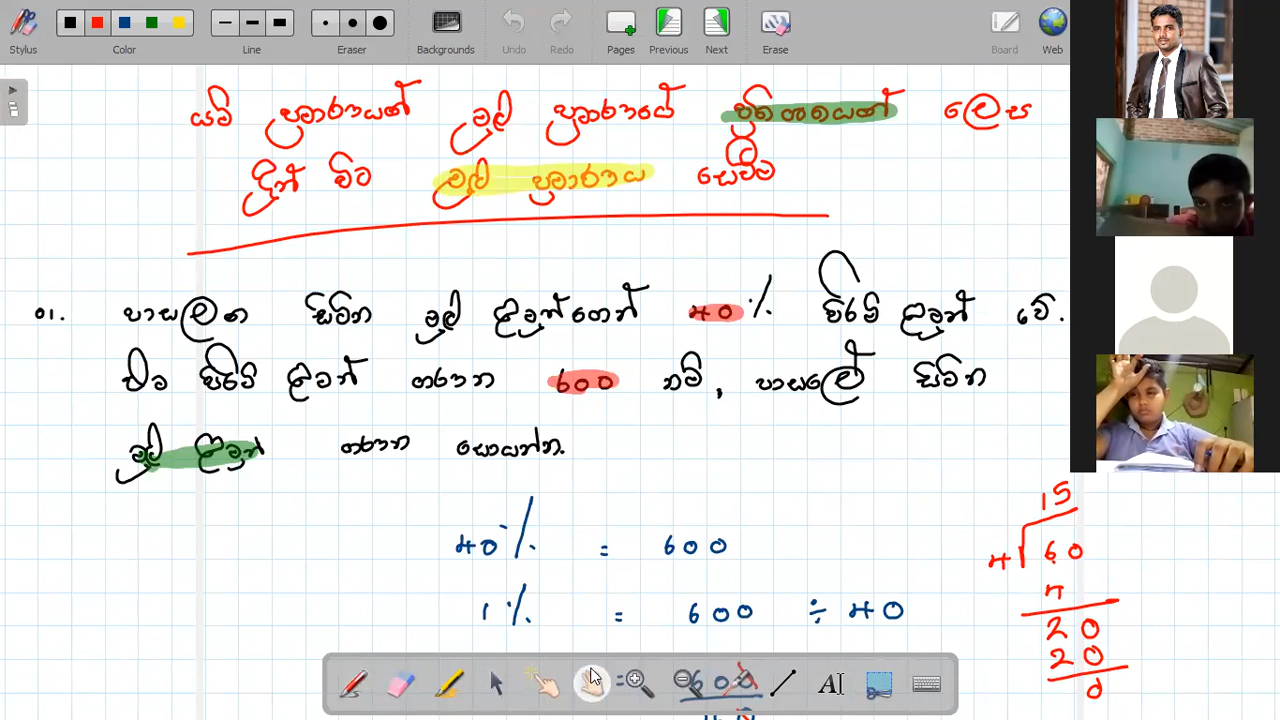 Stylus Color Line Eraser Backgrounds Undo Redo Pages Previous Next Erase Board Web
යම් ප්‍රමාණයක් මුල් ප්‍රමාණයේ ප්‍රතිශතයක් ලෙස
දුන් විට මුල් ප්‍රමාණය සෙවීම
01. පාසලක සිටින මුළු ළමුන්ගෙන් 40% පිරිමි ළමුන් වේ.
එම පිරිමි ළමුන් ගණන 600 නම්, පාසලේ සිටින
මුළු ළමුන් ගණන සොයන්න.
40% = 600
1% = 600 ÷ 40
= 600
40
15
4 60
4
20
20
0